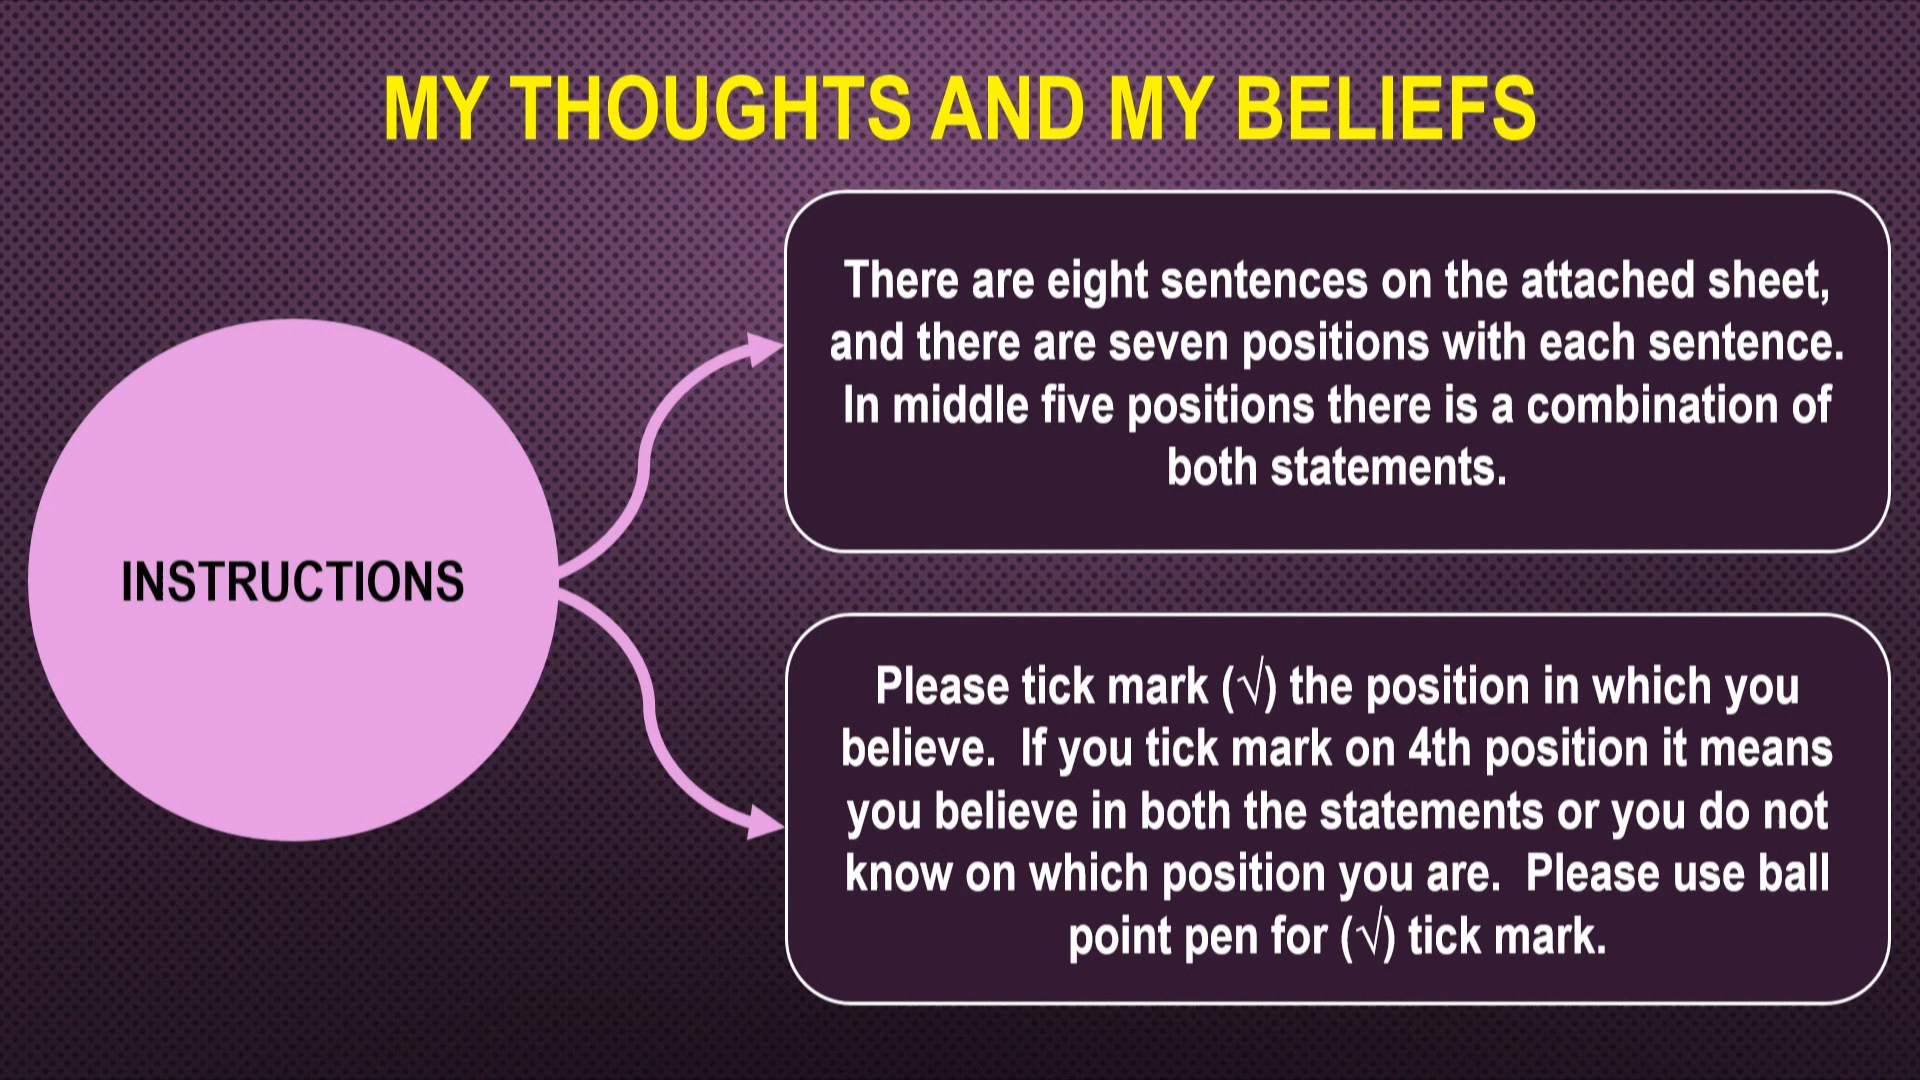 MY THOUGHTS AND MY BELIEFS
INSTRUCTIONS
There are eight sentences on the attached sheet,
and there are seven positions with each sentence.
In middle five positions there is a combination of
both statements.
Please tick mark (√) the position in which you
believe.  If you tick mark on 4th position it means
you believe in both the statements or you do not
know on which position you are.  Please use ball
point pen for (√) tick mark.